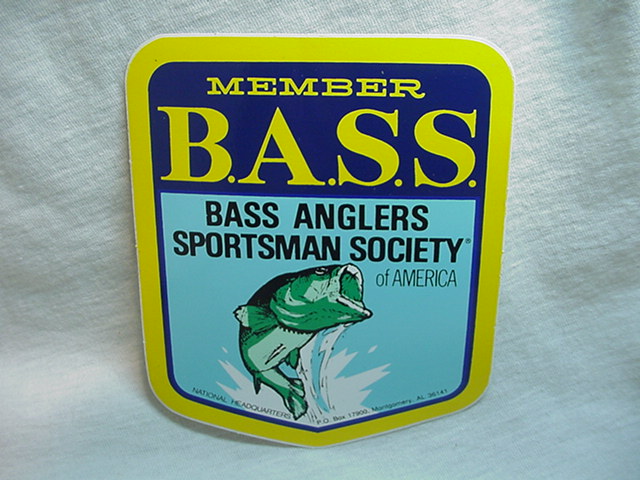 MEMBER
B.A.S.S.
BASS ANGLERS
SPORTSMAN SOCIETY®
of AMERICA
NATIONAL HEADQUARTERS P.O. Box 17900, Montgomery, AL 36141